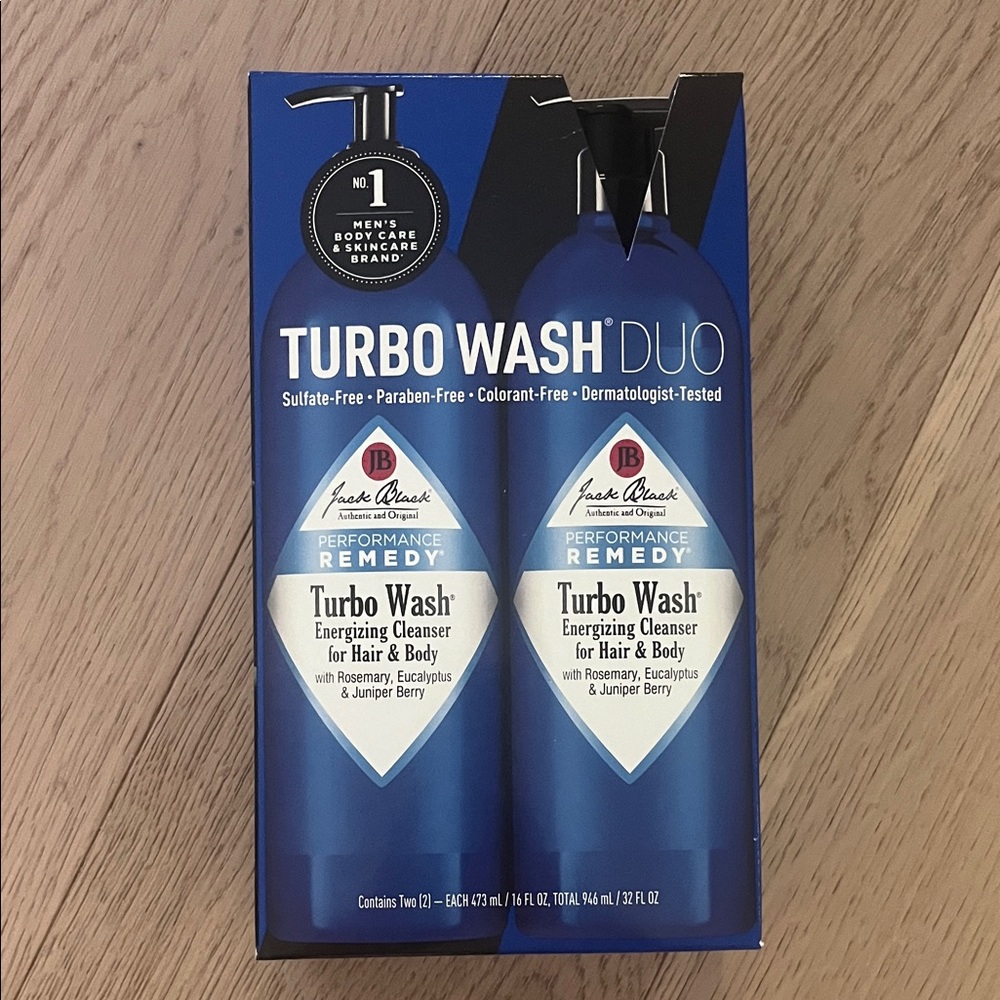 NO. 1
MEN'S
BODY CARE
& SKINCARE
BRAND*
TURBO WASH® DUO
Sulfate-Free • Paraben-Free • Colorant-Free • Dermatologist-Tested
JB
Jack Black®
Authentic and Original
PERFORMANCE
REMEDY®
Turbo Wash®
Energizing Cleanser
for Hair & Body
with Rosemary, Eucalyptus
& Juniper Berry
JB
Jack Black®
Authentic and Original
PERFORMANCE
REMEDY®
Turbo Wash®
Energizing Cleanser
for Hair & Body
with Rosemary, Eucalyptus
& Juniper Berry
Contains Two (2) — EACH 473 mL / 16 FL OZ, TOTAL 946 mL / 32 FL OZ